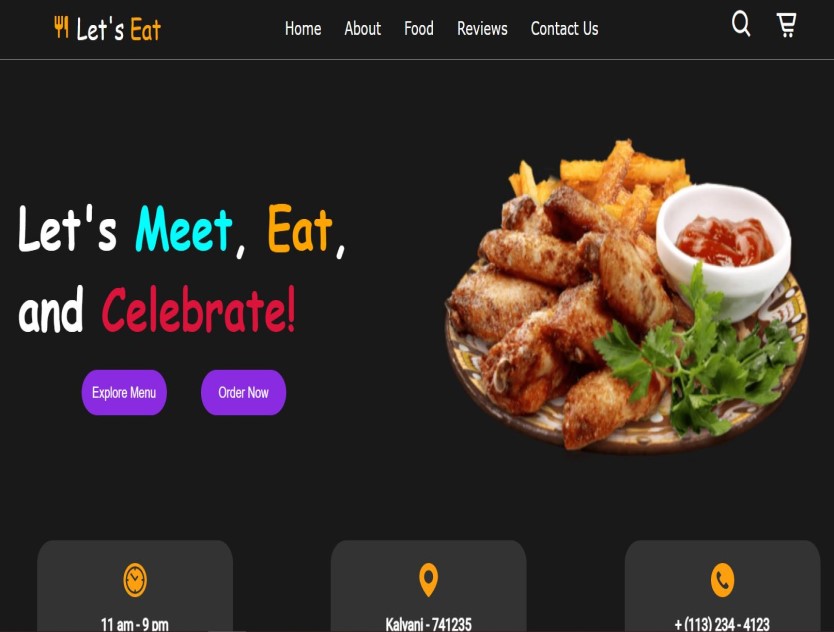 Let's Eat
Home About Food Reviews Contact Us
Let's Meet, Eat,
and Celebrate!
Explore Menu Order Now
11 am - 9 pm
Kalyani - 741235
+ (113) 234 - 4123